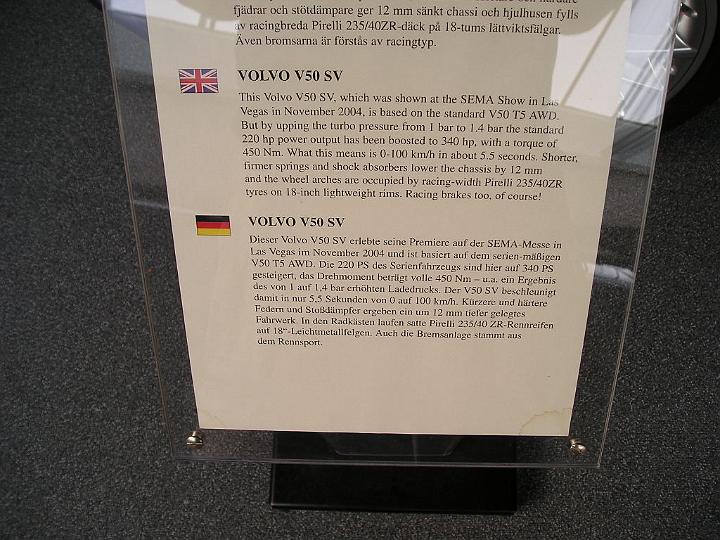 fjädrar och stötdämpare ger 12 mm sänkt chassi och hjulhusen fylls
av racingbreda Pirelli 235/40ZR-däck på 18-tums lättviktsfälgar.
Även bromsarna är förstås av racingtyp.
VOLVO V50 SV
This Volvo V50 SV, which was shown at the SEMA Show in Las
Vegas in November 2004, is based on the standard V50 T5 AWD.
But by upping the turbo pressure from 1 bar to 1.4 bar the standard
220 hp power output has been boosted to 340 hp, with a torque of
450 Nm. What this means is 0-100 km/h in about 5.5 seconds. Shorter,
firmer springs and shock absorbers lower the chassis by 12 mm
and the wheel arches are occupied by racing-width Pirelli 235/40ZR
tyres on 18-inch lightweight rims. Racing brakes too, of course!
VOLVO V50 SV
Dieser Volvo V50 SV erlebte seine Premiere auf der SEMA-Messe in
Las Vegas im November 2004 und ist basiert auf dem serien-mäßigen
V50 T5 AWD. Die 220 PS des Serienfahrzeugs sind hier auf 340 PS
gesteigert, das Drehmoment beträgt volle 450 Nm – u.a. ein Ergebnis
des von 1 auf 1,4 bar erhöhten Ladedrucks. Der V50 SV beschleunigt
damit in nur 5,5 Sekunden von 0 auf 100 km/h. Kürzere und härtere
Federn und Stoßdämpfer ergeben ein um 12 mm tiefer gelegtes
Fahrwerk. In den Radkästen laufen satte Pirelli 235/40 ZR-Rennreifen
auf 18"-Leichtmetallfelgen. Auch die Bremsanlage stammt aus
dem Rennsport.